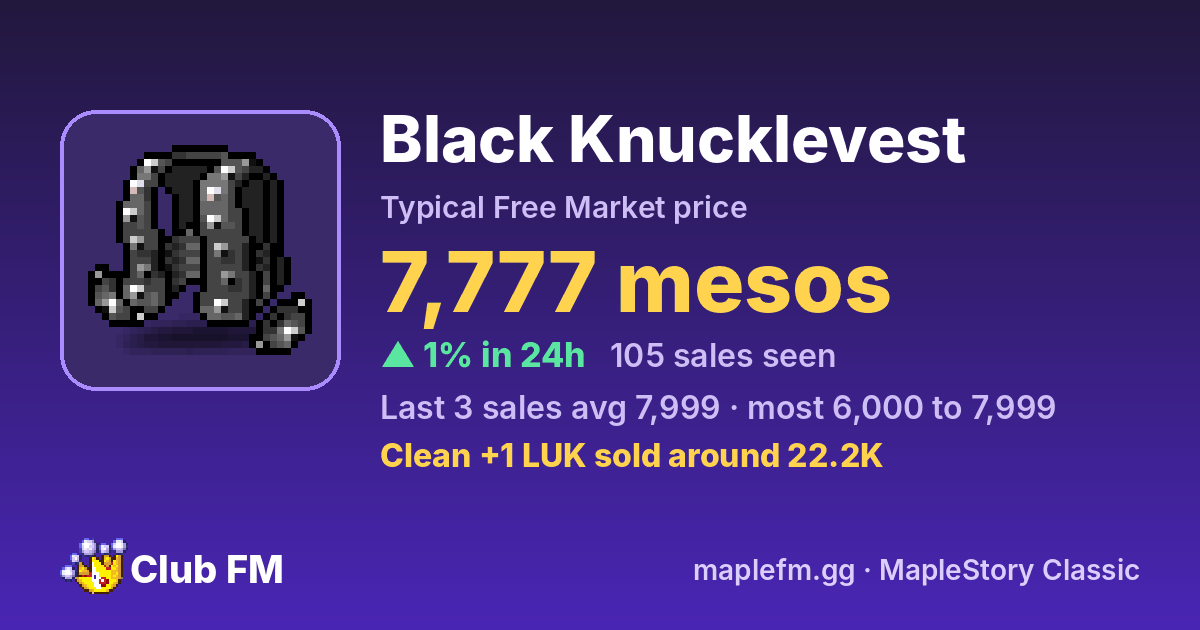 Black Knucklevest
Typical Free Market price
7,777 mesos
▲ 1% in 24h 105 sales seen
Last 3 sales avg 7,999 · most 6,000 to 7,999
Clean +1 LUK sold around 22.2K
Club FM
maplefm.gg · MapleStory Classic